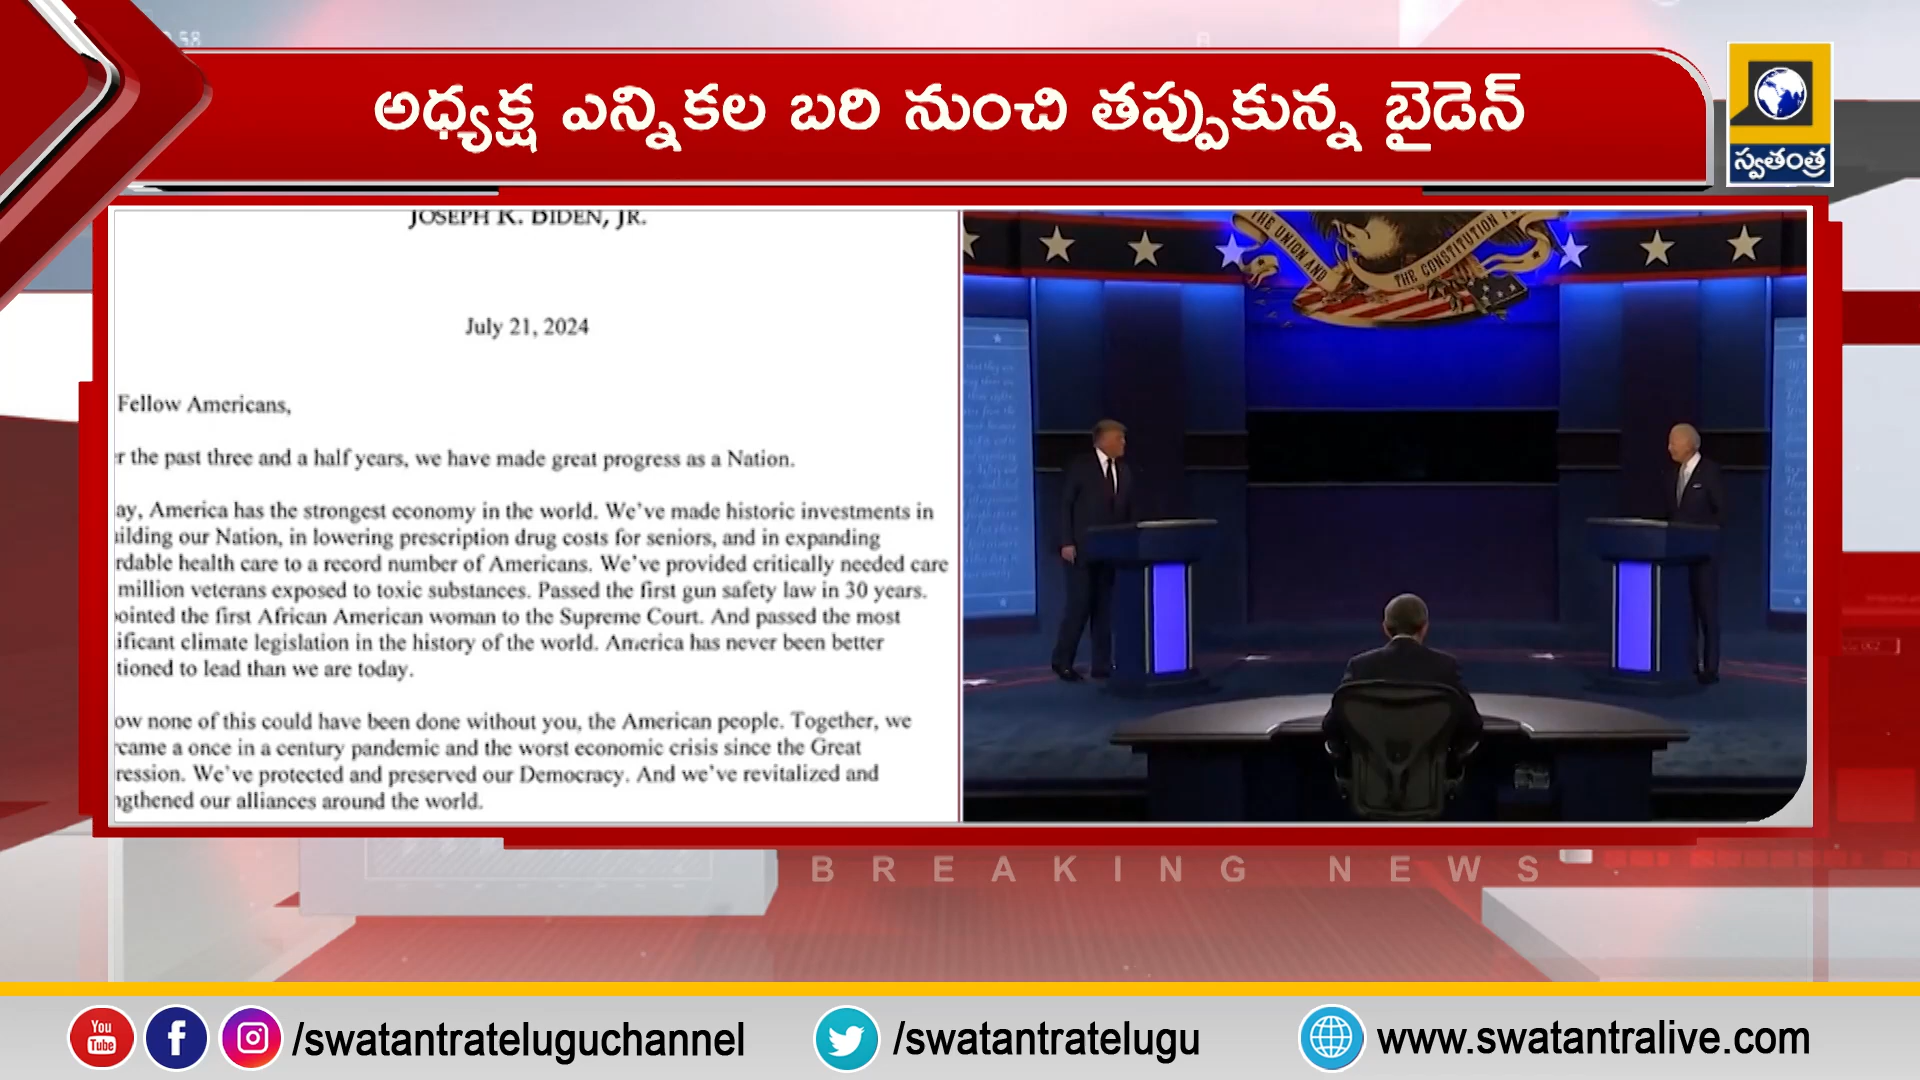 అధ్యక్ష ఎన్నికల బరి నుంచి తప్పుకున్న బైడెన్
స్వతంత్ర
JOSEPH R. BIDEN, JR.
July 21, 2024
Fellow Americans,
r the past three and a half years, we have made great progress as a Nation.
ay, America has the strongest economy in the world. We've made historic investments in
uilding our Nation, in lowering prescription drug costs for seniors, and in expanding
rdable health care to a record number of Americans. We've provided critically needed care
million veterans exposed to toxic substances. Passed the first gun safety law in 30 years.
ointed the first African American woman to the Supreme Court. And passed the most
ificant climate legislation in the history of the world. America has never been better
tioned to lead than we are today.
ow none of this could have been done without you, the American people. Together, we
rcame a once in a century pandemic and the worst economic crisis since the Great
ression. We've protected and preserved our Democracy. And we've revitalized and
ngthened our alliances around the world.
THE UNION AND
THE CONSTITUTION
BREAKING NEWS
You
Tube
/swatantrateluguchannel
/swatantratelugu
www.swatantralive.com